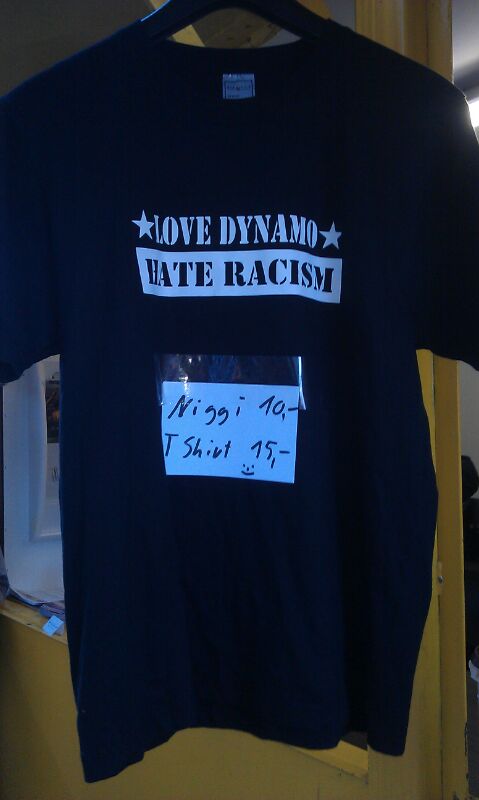 LOVE DYNAMO
HATE RACISM
Niggi 10,-
T Shirt 15,-